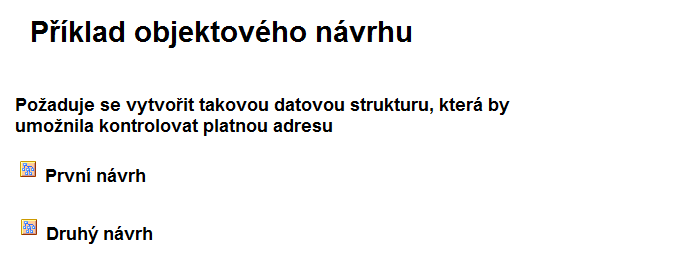 Příklad objektového návrhu
Požaduje se vytvořit takovou datovou strukturu, která by
umožnila kontrolovat platnou adresu
První návrh
Druhý návrh